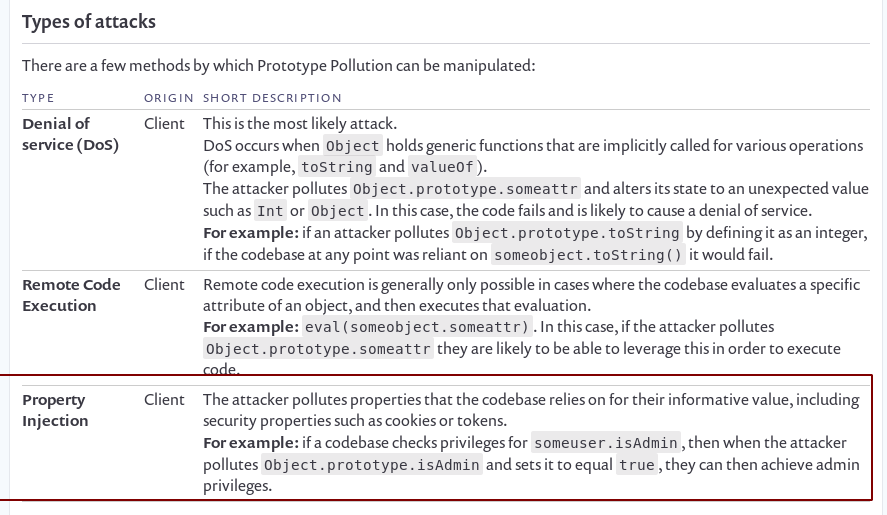 Types of attacks
There are a few methods by which Prototype Pollution can be manipulated:
TYPE ORIGIN SHORT DESCRIPTION
Denial of service (DoS) Client This is the most likely attack.
DoS occurs when Object holds generic functions that are implicitly called for various operations
(for example, toString and valueOf).
The attacker pollutes Object.prototype.someattr and alters its state to an unexpected value
such as Int or Object. In this case, the code fails and is likely to cause a denial of service.
For example: if an attacker pollutes Object.prototype.toString by defining it as an integer,
if the codebase at any point was reliant on someobject.toString() it would fail.
Remote Code Execution Client Remote code execution is generally only possible in cases where the codebase evaluates a specific
attribute of an object, and then executes that evaluation.
For example: eval(someobject.someattr). In this case, if the attacker pollutes
Object.prototype.someattr they are likely to be able to leverage this in order to execute
code.
Property Injection Client The attacker pollutes properties that the codebase relies on for their informative value, including
security properties such as cookies or tokens.
For example: if a codebase checks privileges for someuser.isAdmin, then when the attacker
pollutes Object.prototype.isAdmin and sets it to equal true, they can then achieve admin
privileges.